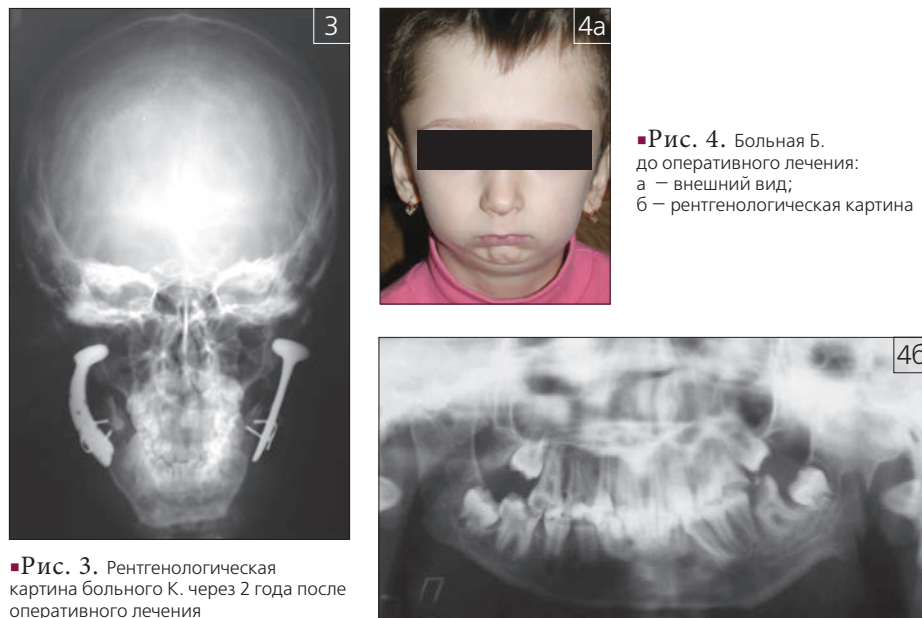 3
4а
▪Рис. 4. Больная Б.
до оперативного лечения:
а — внешний вид;
б — рентгенологическая картина
4б
П
▪Рис. 3. Рентгенологическая
картина больного К. через 2 года после
оперативного лечения